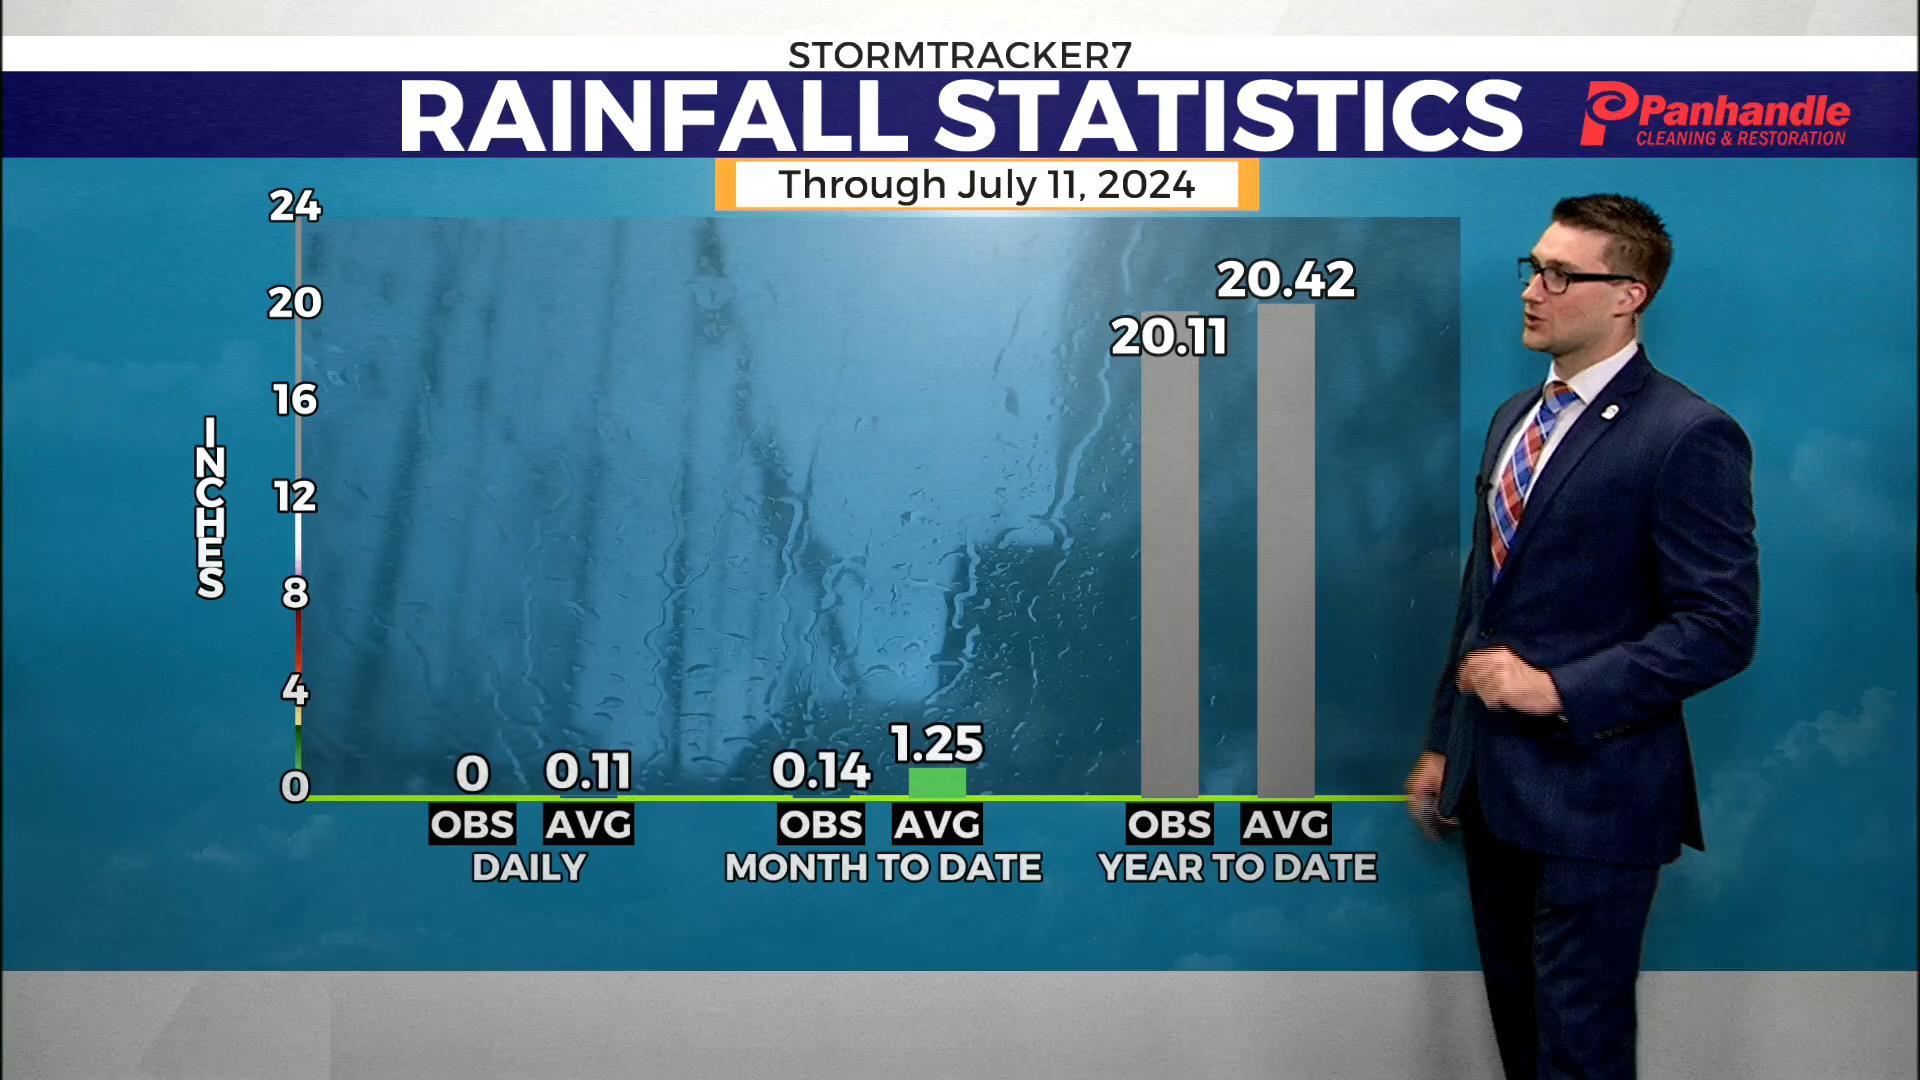 STORMTRACKER7
RAINFALL STATISTICS
Panhandle
CLEANING & RESTORATION
Through July 11, 2024
24
20
16
12
8
4
0
INCHES
0
0.11
0.14
1.25
20.11
20.42
OBS AVG OBS AVG OBS AVG
DAILY MONTH TO DATE YEAR TO DATE